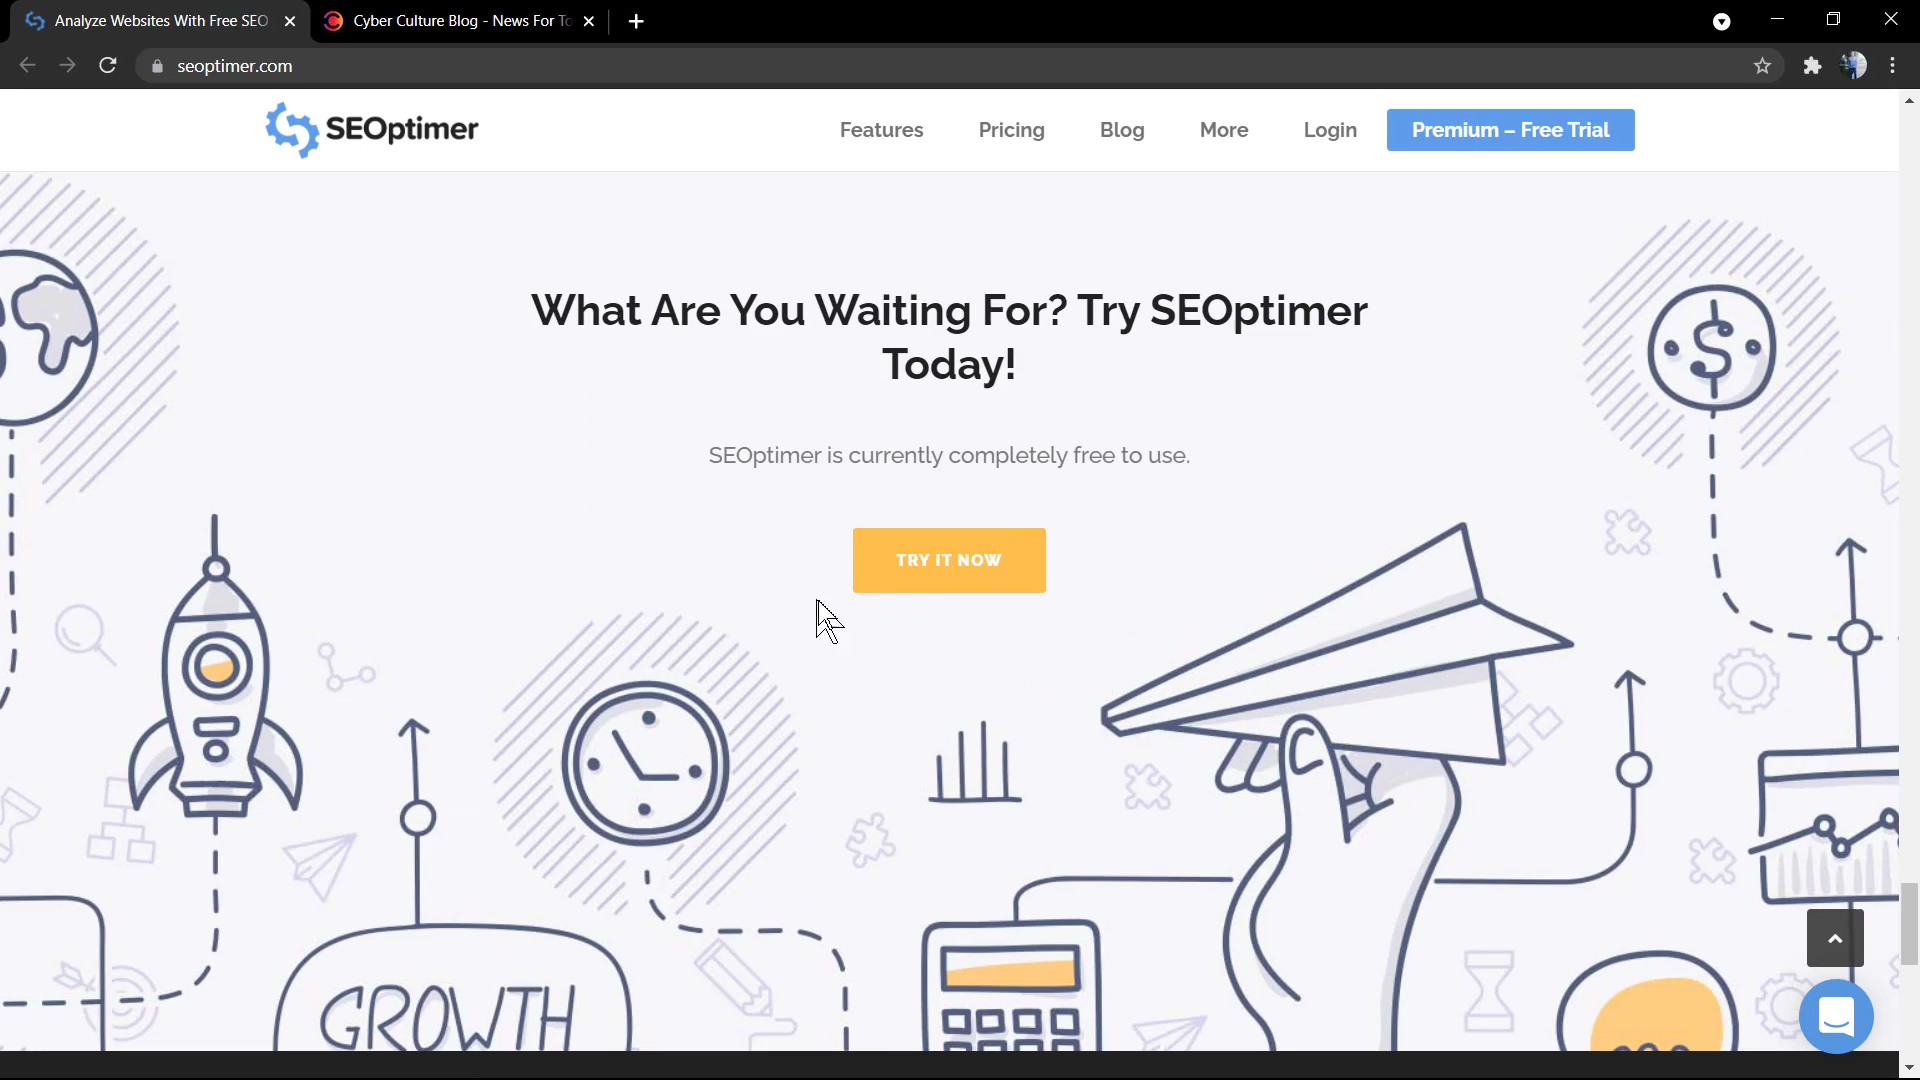 Analyze Websites With Free SEO
Cyber Culture Blog - News For To
seoptimer.com
SEOptimer
Features
Pricing
Blog
More
Login
Premium – Free Trial
What Are You Waiting For? Try SEOptimer
Today!
SEOptimer is currently completely free to use.
TRY IT NOW
GROWTH